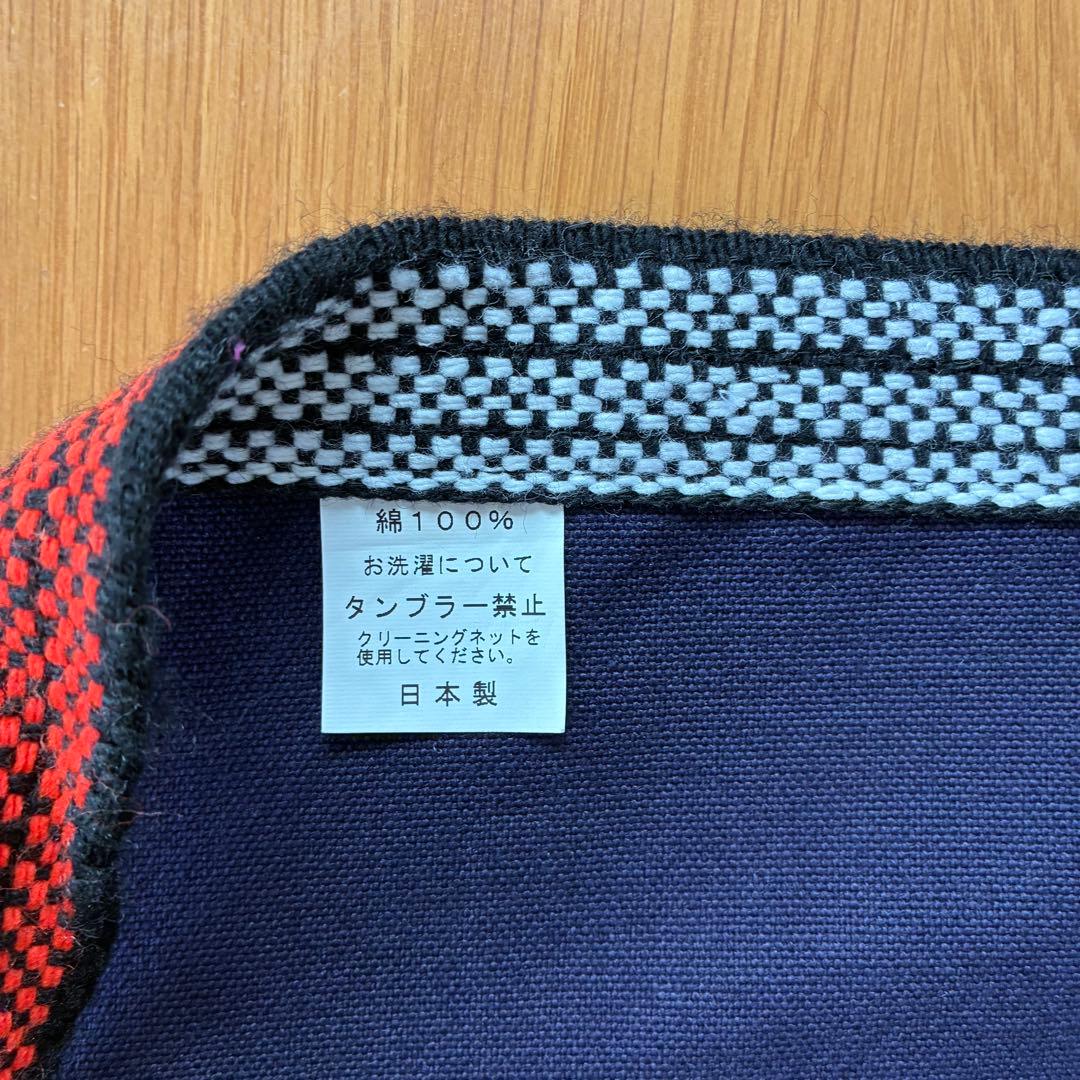 綿１００％
お洗濯について
タンブラー禁止
クリーニングネットを
使用してください。
日本製